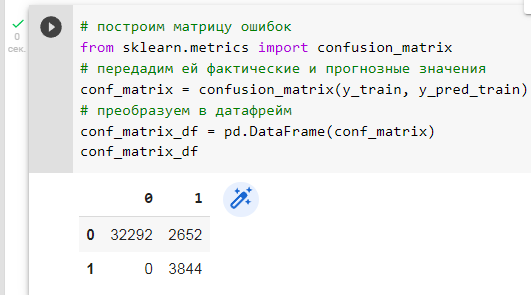 0
сек.
# построим матрицу ошибок
from sklearn.metrics import confusion_matrix
# передадим ей фактические и прогнозные значения
conf_matrix = confusion_matrix(y_train, y_pred_train)
# преобразуем в датафрейм
conf_matrix_df = pd.DataFrame(conf_matrix)
conf_matrix_df
0 1
0 32292 2652
1 0 3844